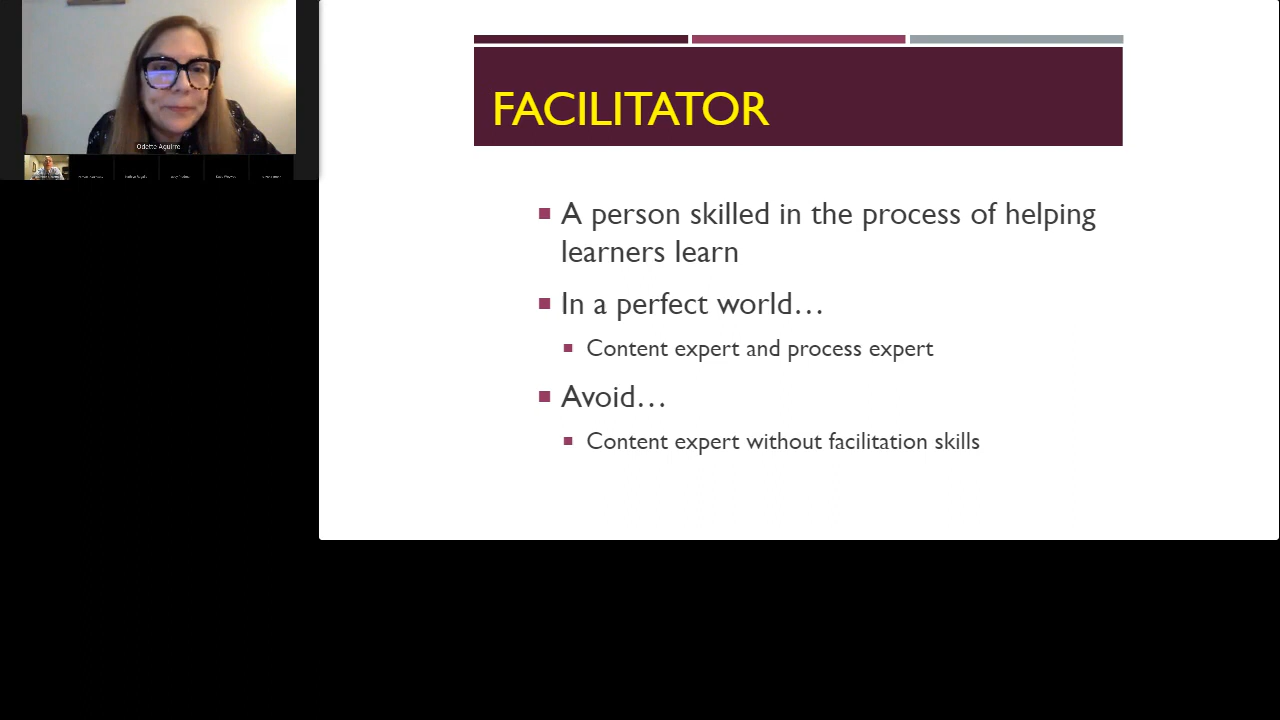 Odette Aguirre
FACILITATOR
A person skilled in the process of helping
learners learn
In a perfect world…
Content expert and process expert
Avoid…
Content expert without facilitation skills